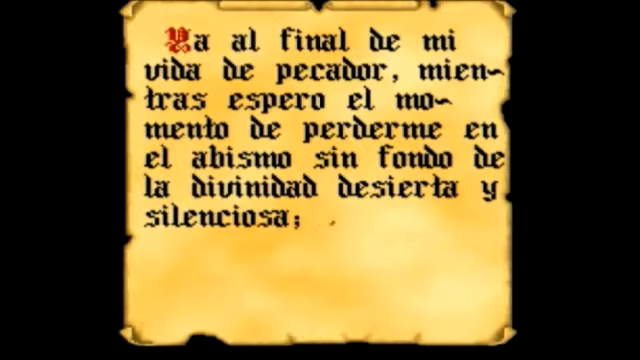 Ya al final de mi
vida de pecador, mien~
tras espero el mo~
mento de perderme en
el abismo sin fondo de
la divinidad desierta y
silenciosa;